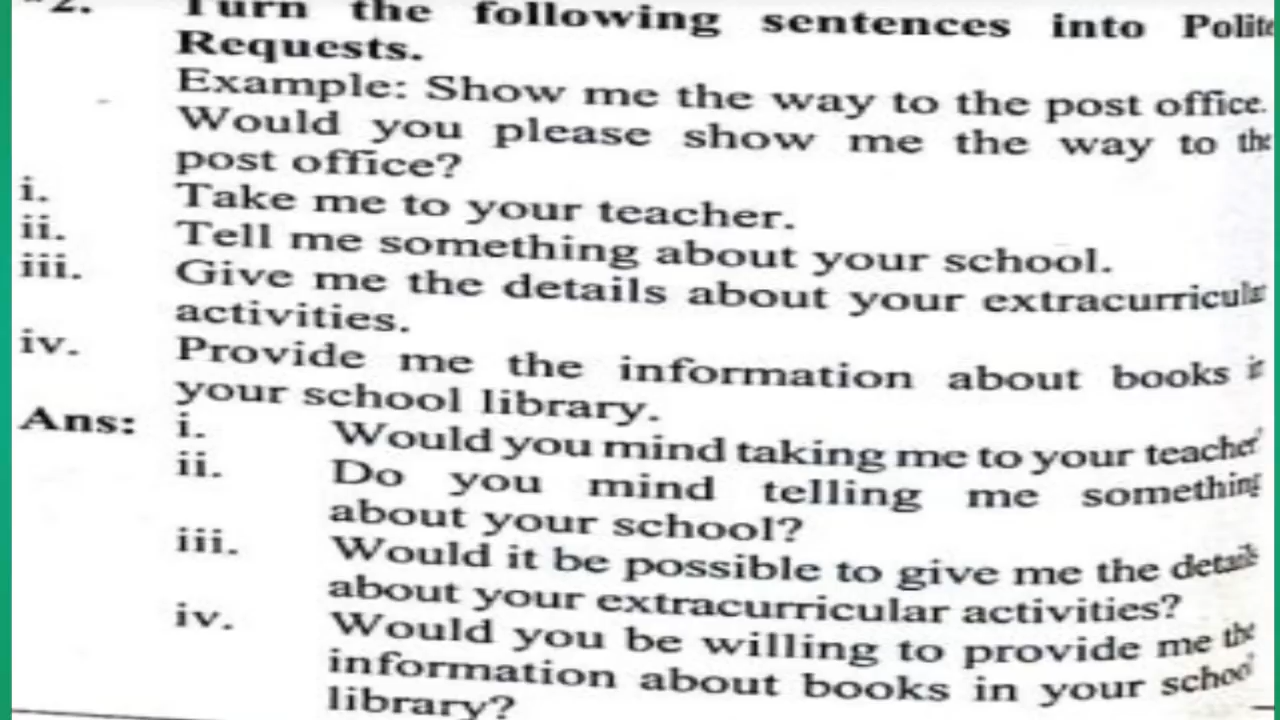 2. Turn the following sentences into Polite
Requests.
Example: Show me the way to the post office.
Would you please show me the way to the
post office?
i. Take me to your teacher.
ii. Tell me something about your school.
iii. Give me the details about your extracurricular
activities.
iv. Provide me the information about books in
your school library.
Ans: i. Would you mind taking me to your teacher
ii. Do you mind telling me something
about your school?
iii. Would it be possible to give me the details
about your extracurricular activities?
iv. Would you be willing to provide me the
information about books in your school
library?